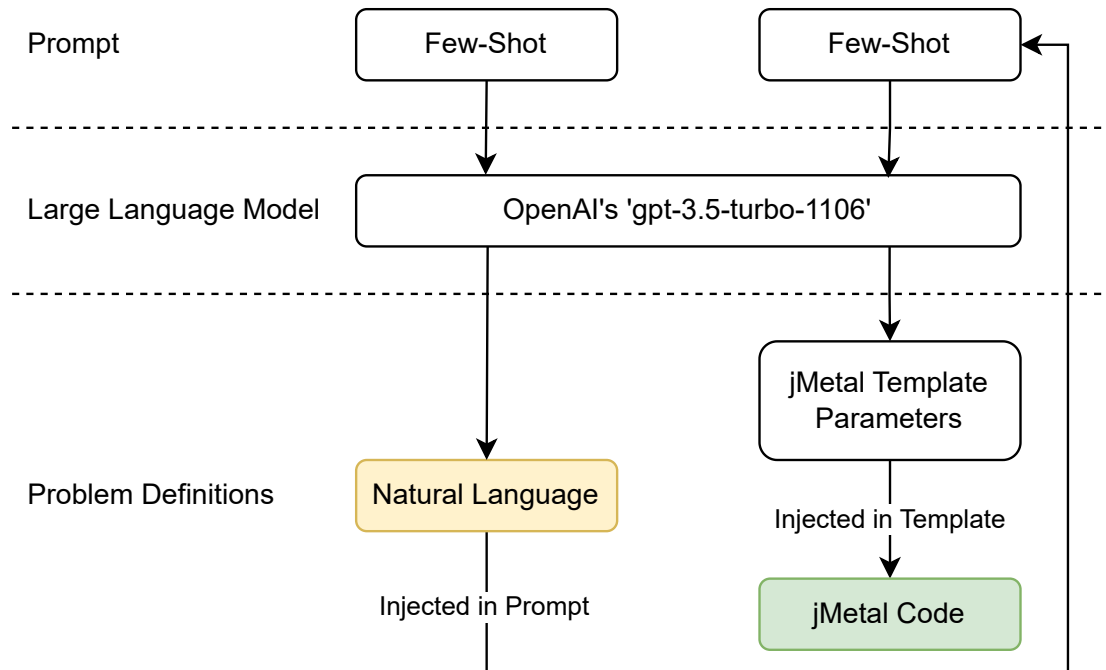 Prompt
Few-Shot
Few-Shot
Large Language Model
OpenAI's 'gpt-3.5-turbo-1106'
jMetal Template
Parameters
Problem Definitions
Natural Language
Injected in Template
Injected in Prompt
jMetal Code